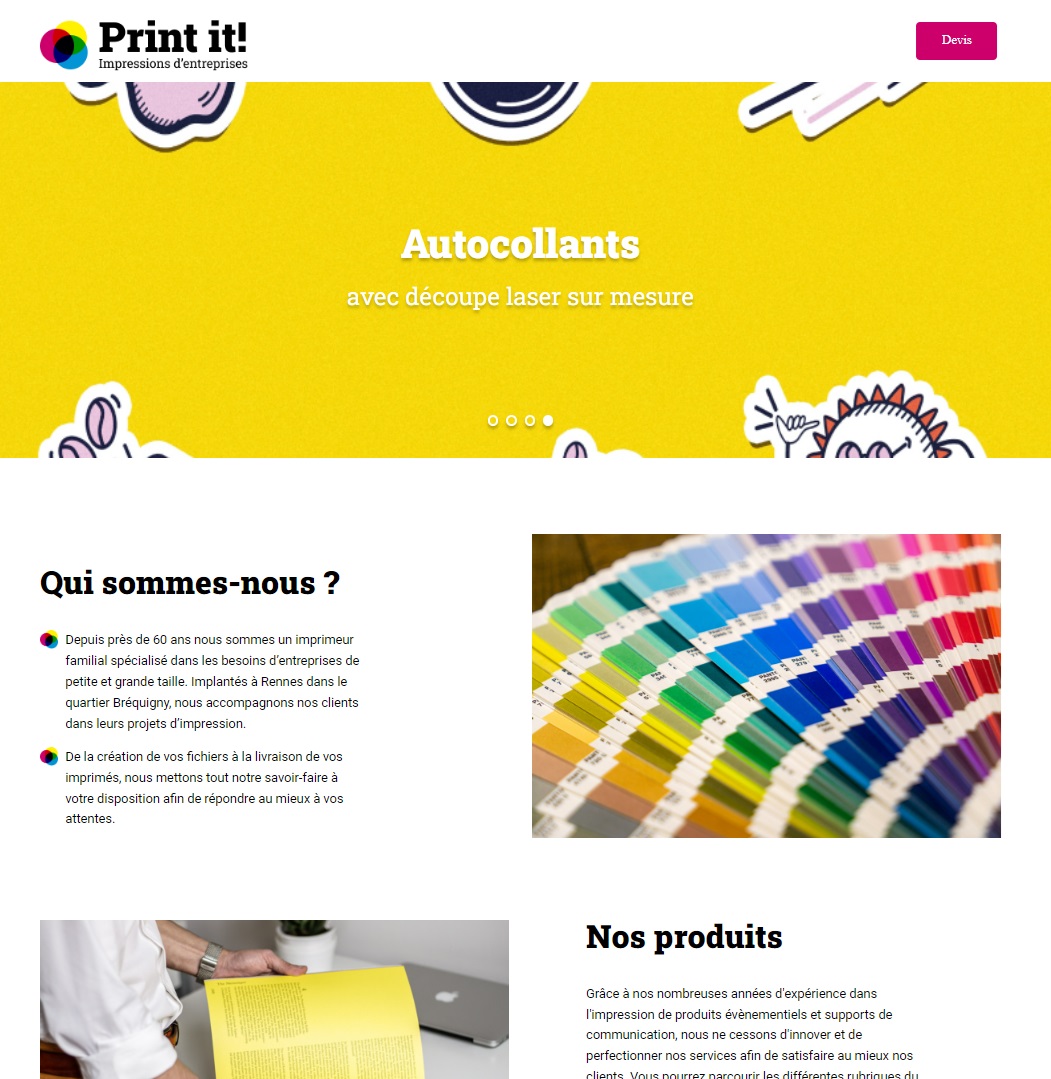 Print it!
Impressions d'entreprises
Devis
Autocollants
avec découpe laser sur mesure
Qui sommes-nous ?
Depuis près de 60 ans nous sommes un imprimeur
familial spécialisé dans les besoins d'entreprises de
petite et grande taille. Implantés à Rennes dans le
quartier Bréquigny, nous accompagnons nos clients
dans leurs projets d'impression.
De la création de vos fichiers à la livraison de vos
imprimés, nous mettons tout notre savoir-faire à
votre disposition afin de répondre au mieux à vos
attentes.
Nos produits
Grâce à nos nombreuses années d'expérience dans
l'impression de produits évènementiels et supports de
communication, nous ne cessons d'innover et de
perfectionner nos services afin de satisfaire au mieux nos
clients. Vous pourrez parcourir les différentes rubriques du